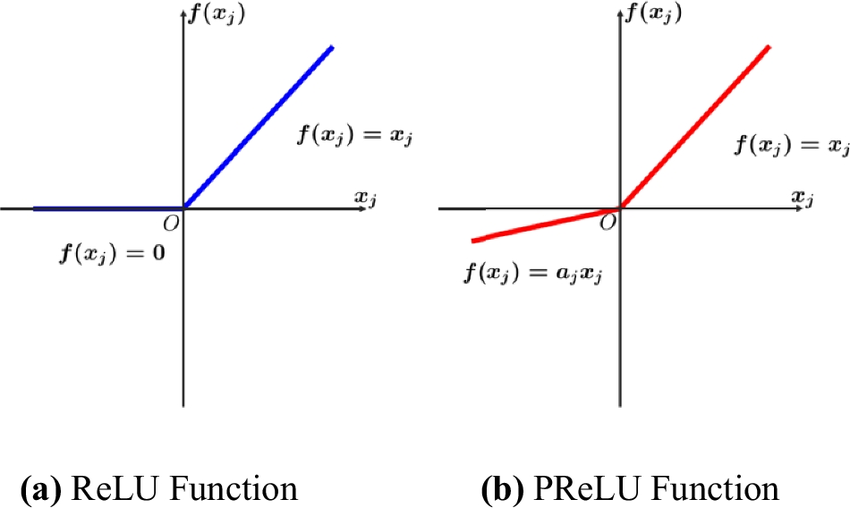 f(x_j)
f(x_j) = x_j
x_j
O
f(x_j) = 0
(a) ReLU Function
f(x_j)
f(x_j) = x_j
x_j
O
f(x_j) = a_j x_j
(b) PReLU Function